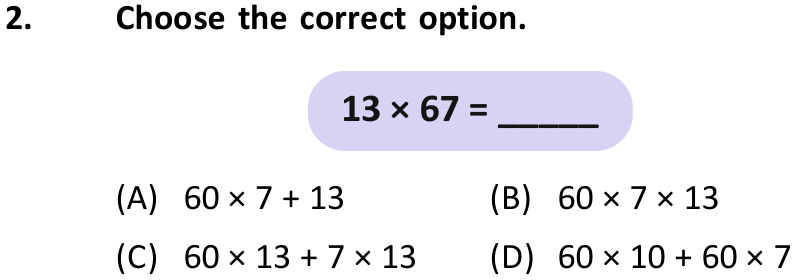 2. Choose the correct option.
13 × 67 = _____
(A) 60 × 7 + 13 (B) 60 × 7 × 13
(C) 60 × 13 + 7 × 13 (D) 60 × 10 + 60 × 7